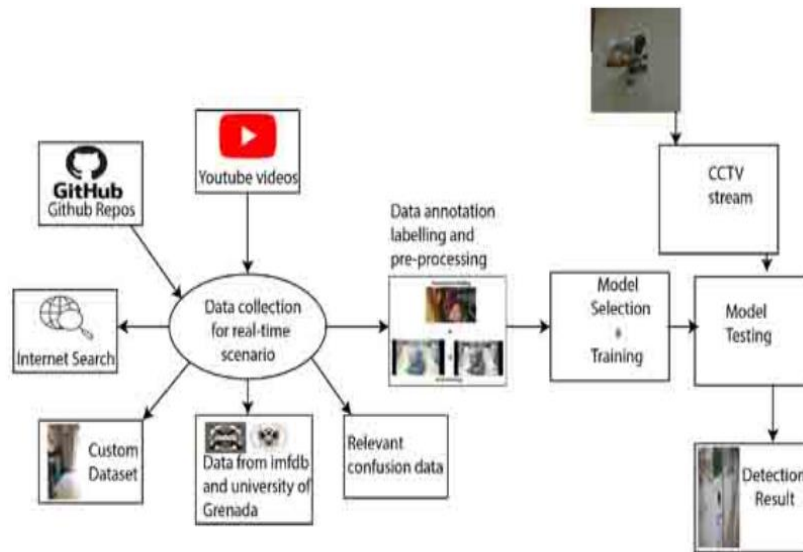 GitHub
Github Repos
Youtube videos
Data annotation
labelling and
pre-processing
CCTV
stream
Internet Search
Data collection
for real-time
scenario
Model
Selection
+
Training
Model
Testing
Custom
Dataset
Data from imfdb
and university of
Grenada
Relevant
confusion data
Detection
Result